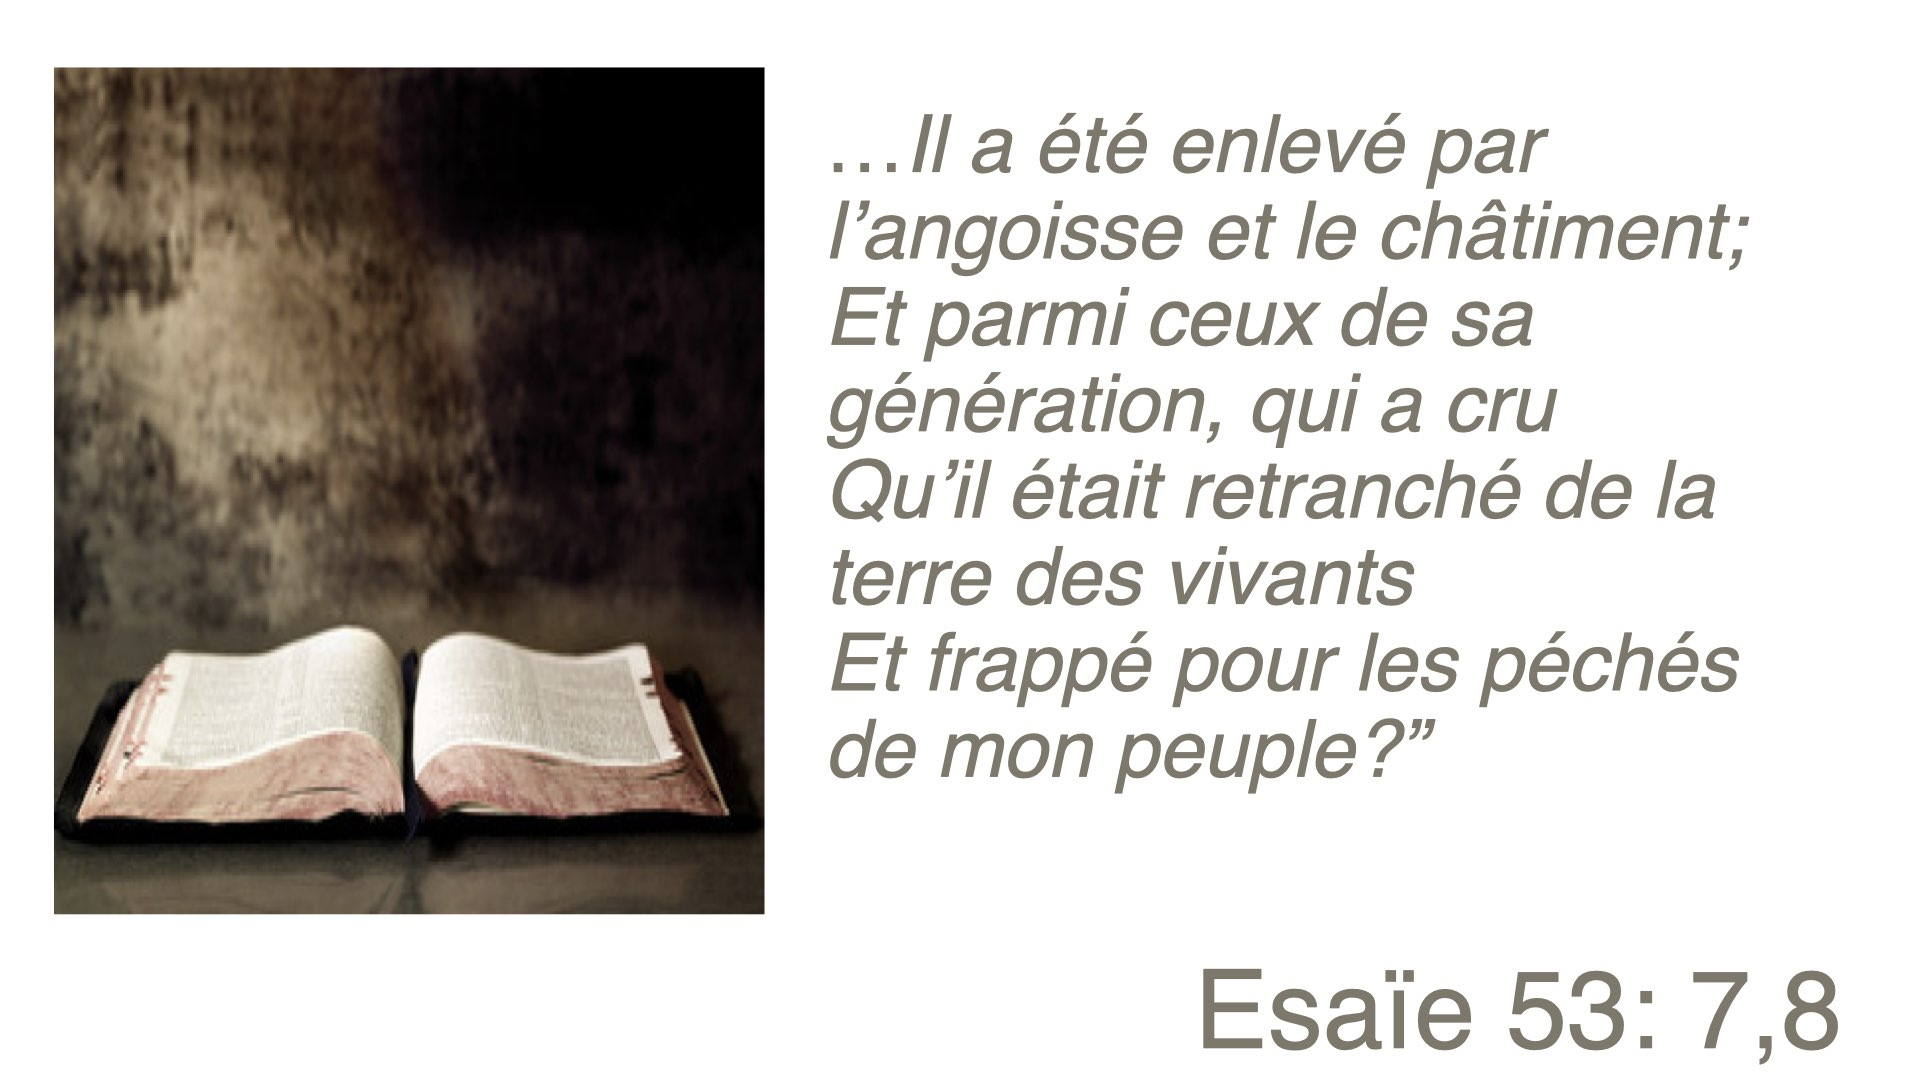 …Il a été enlevé par
l’angoisse et le châtiment;
Et parmi ceux de sa
génération, qui a cru
Qu’il était retranché de la
terre des vivants
Et frappé pour les péchés
de mon peuple?”
Esaïe 53: 7,8